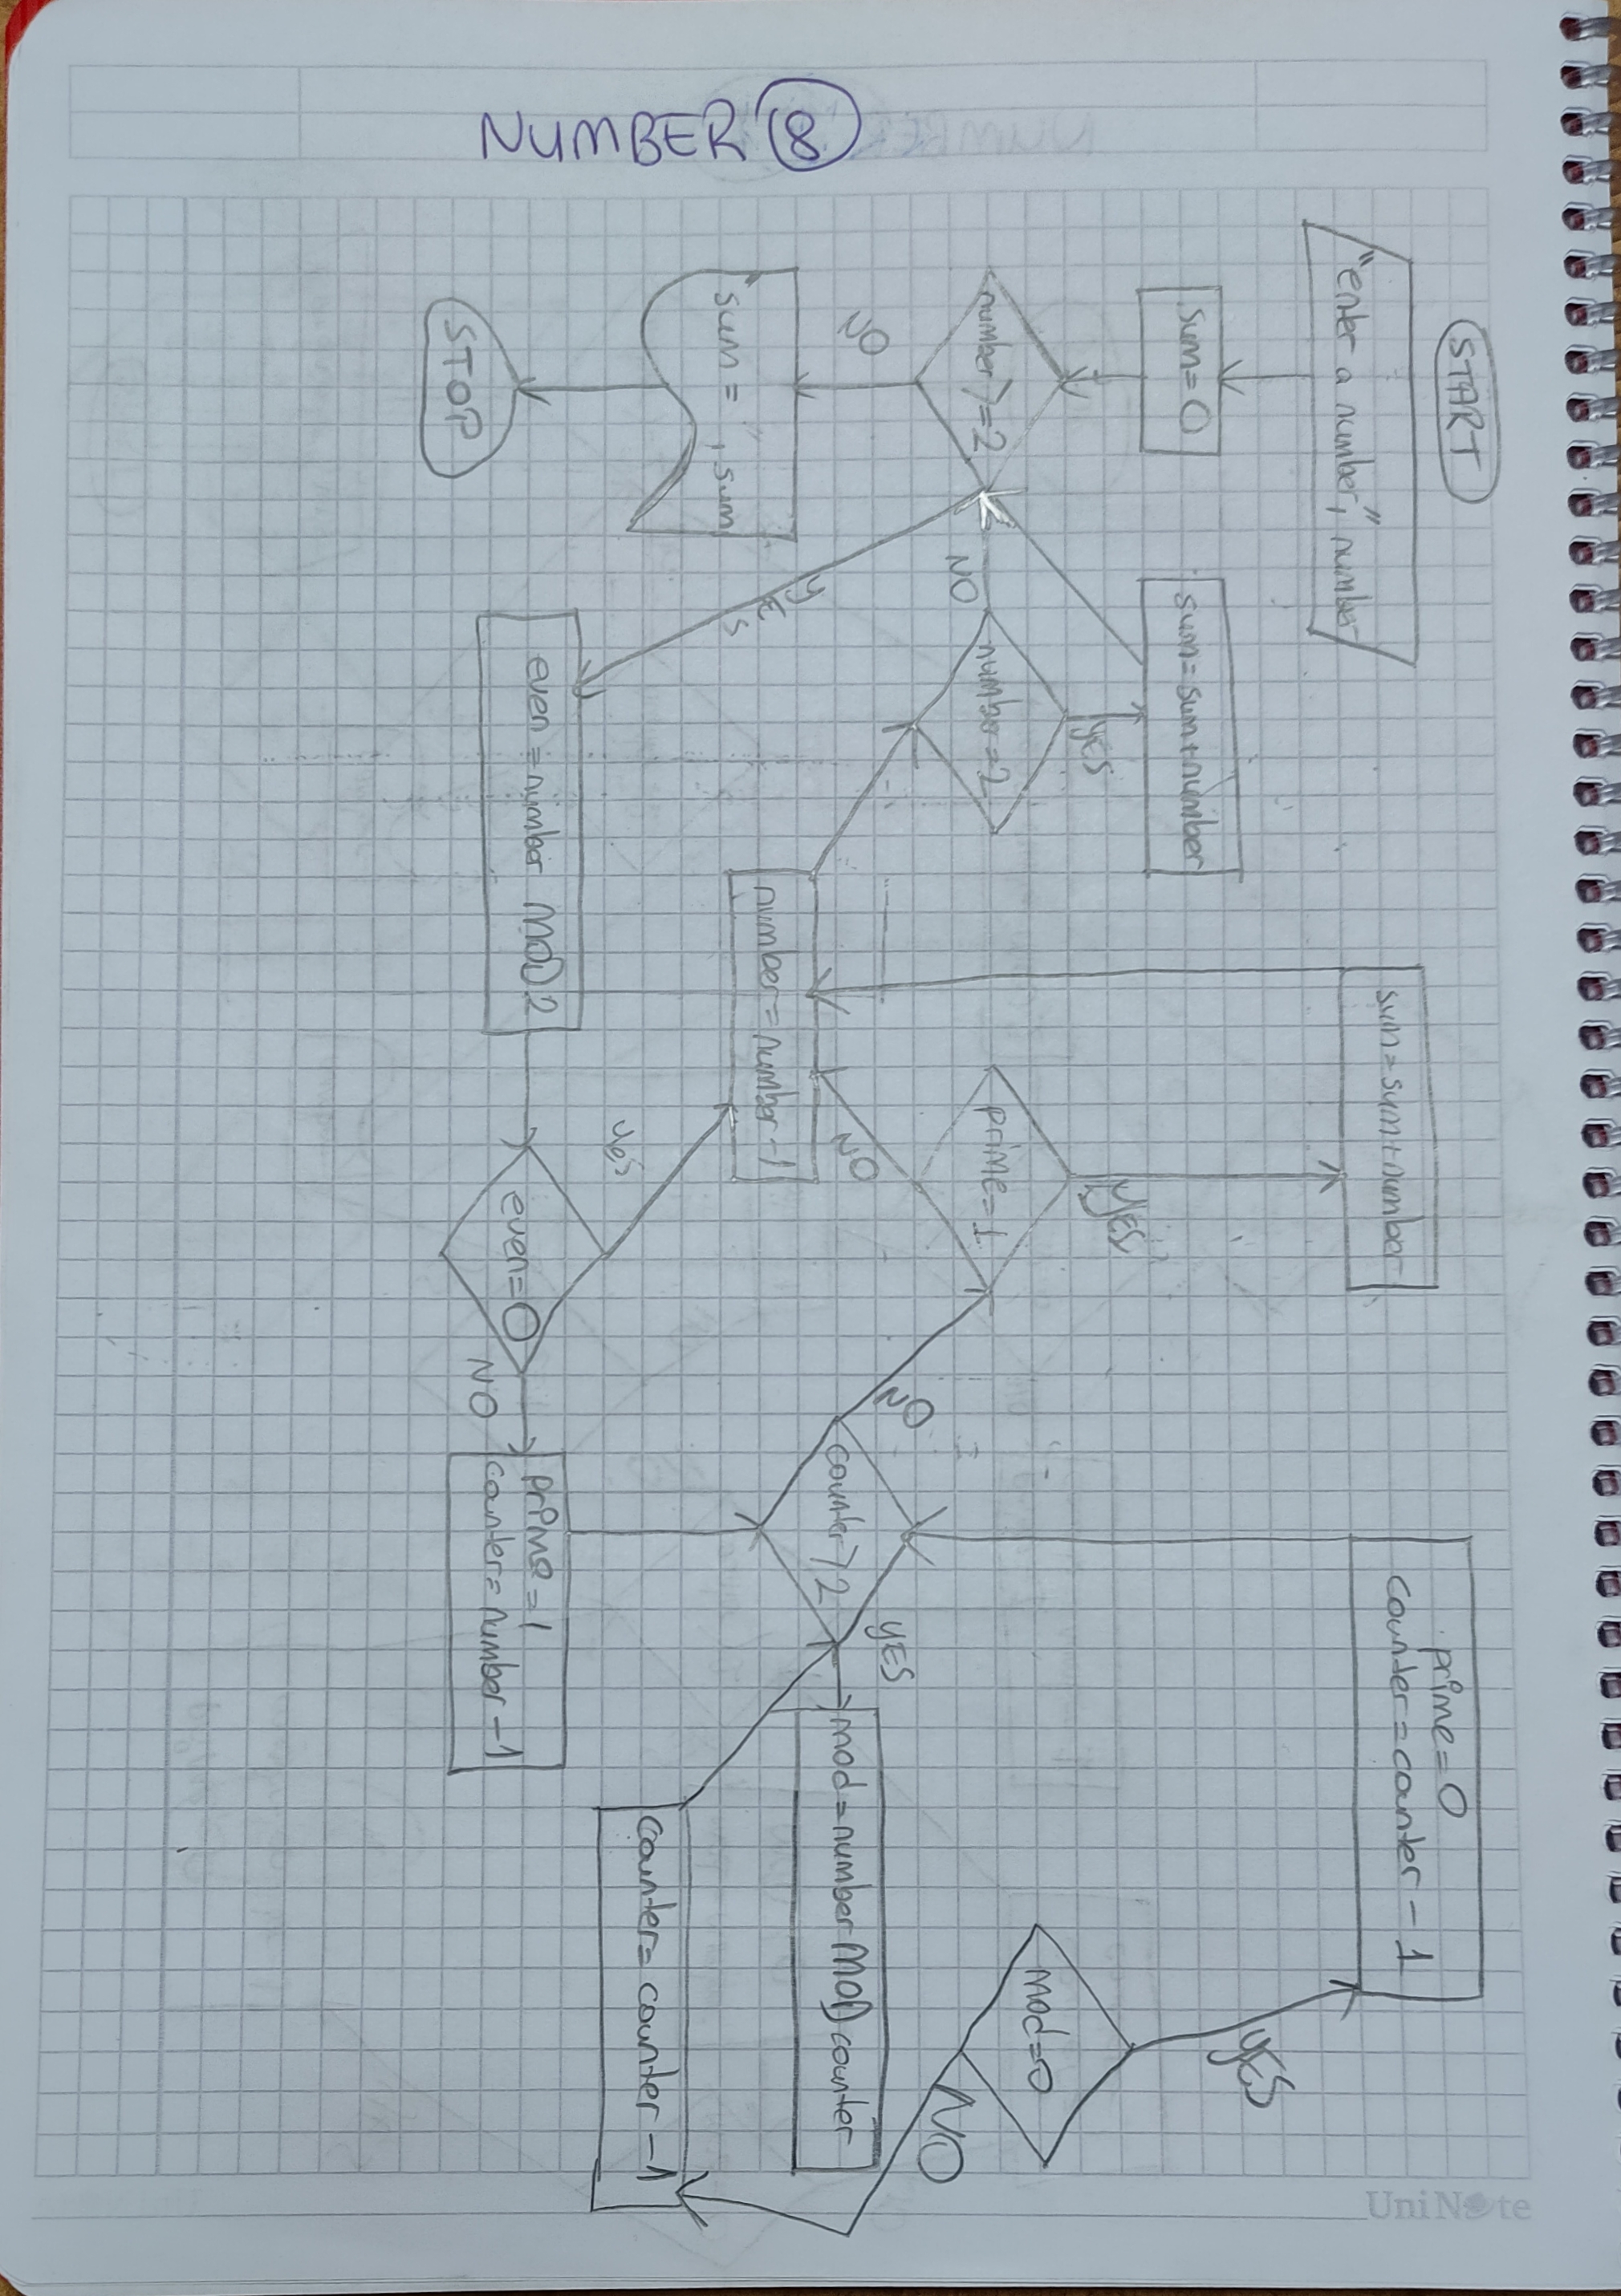 NUMBER 8
START
"enter a number", number
sum=0
number>=2
NO
sum = ", sum
STOP
YES
sum=sum+number
YES
number=2
NO
number=number-1
even=number MOD 2
even=0
yes
NO
sum=sum+number
YES
prime=1
NO
NO
prime=1
counter=number-1
counter>2
YES
mod=number MOD counter
mod=0
YES
NO
prime=0
counter=counter-1
counter=counter-1
UniNote